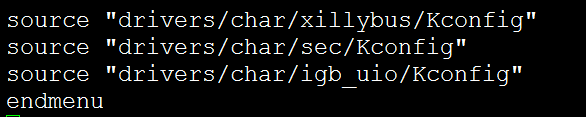 source "drivers/char/xillybus/Kconfig"
source "drivers/char/sec/Kconfig"
source "drivers/char/igb_uio/Kconfig"
endmenu